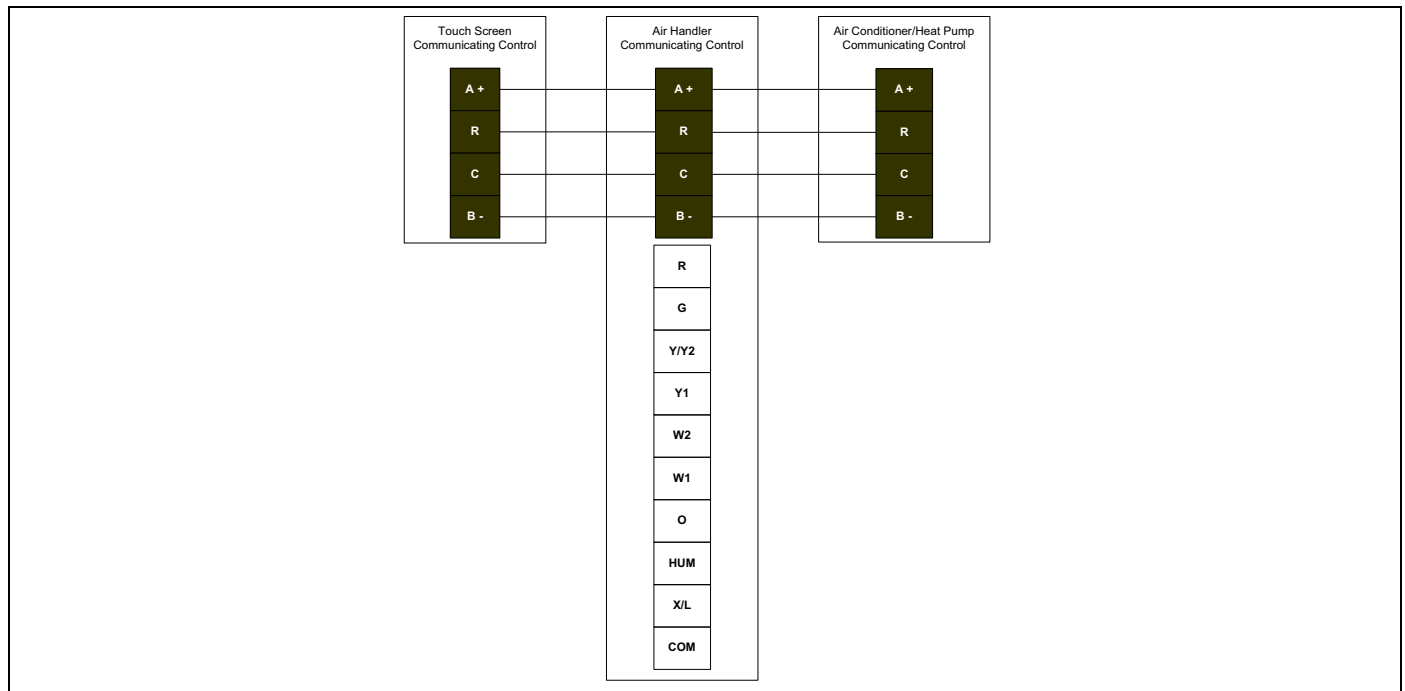 Touch Screen
Communicating Control
Air Handler
Communicating Control
Air Conditioner/Heat Pump
Communicating Control
A +
A +
A +
R
R
R
C
C
C
B -
B -
B -
R
G
Y/Y2
Y1
W2
W1
O
HUM
X/L
COM